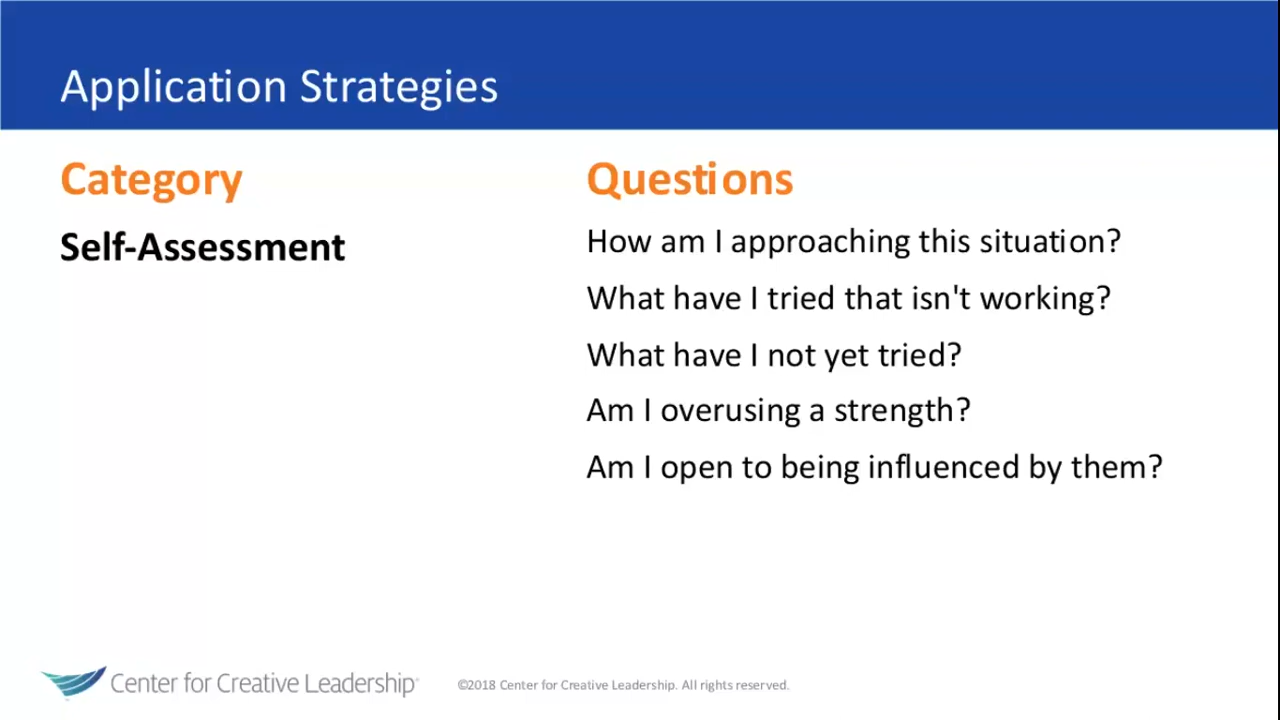 Application Strategies
Category
Questions
Self-Assessment
How am I approaching this situation?
What have I tried that isn't working?
What have I not yet tried?
Am I overusing a strength?
Am I open to being influenced by them?
Center for Creative Leadership®
©2018 Center for Creative Leadership. All rights reserved.